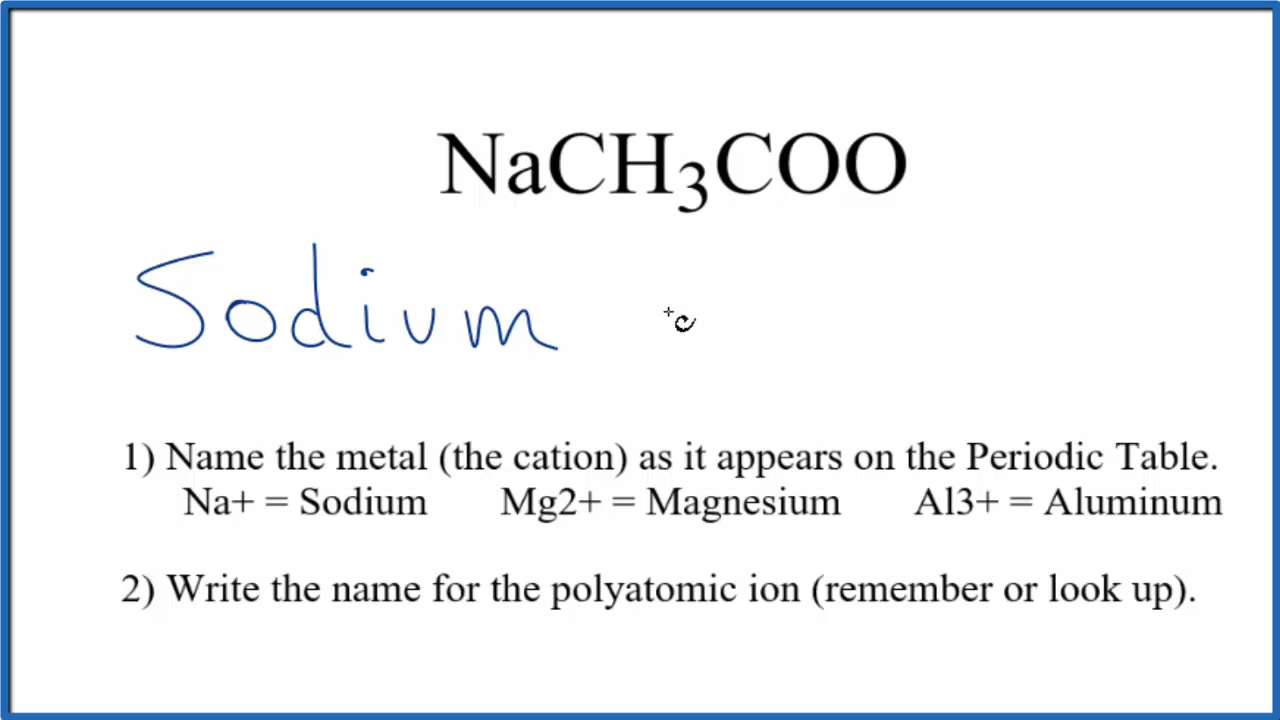 NaCH₃COO
Sodium
1) Name the metal (the cation) as it appears on the Periodic Table.
Na+ = Sodium Mg2+ = Magnesium Al3+ = Aluminum
2) Write the name for the polyatomic ion (remember or look up).